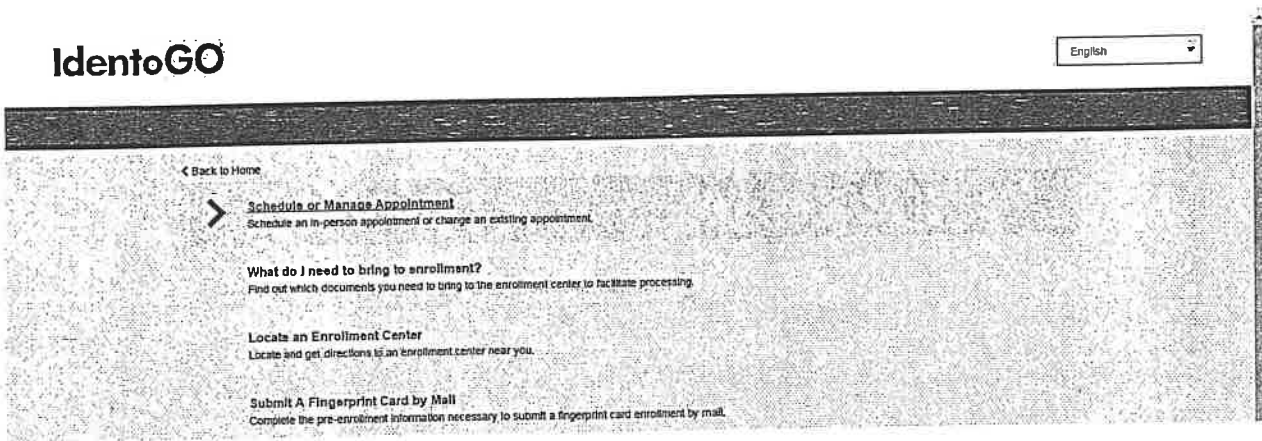 IdentoGO
English
Back to Home
Schedule or Manage Appointment
Schedule an in-person appointment or change an existing appointment.
What do I need to bring to enrollment?
Find out which documents you need to bring to the enrollment center to facilitate processing.
Locate an Enrollment Center
Locate and get directions to an enrollment center near you.
Submit A Fingerprint Card by Mail
Complete the pre-enrollment information necessary to submit a fingerprint card enrollment by mail.